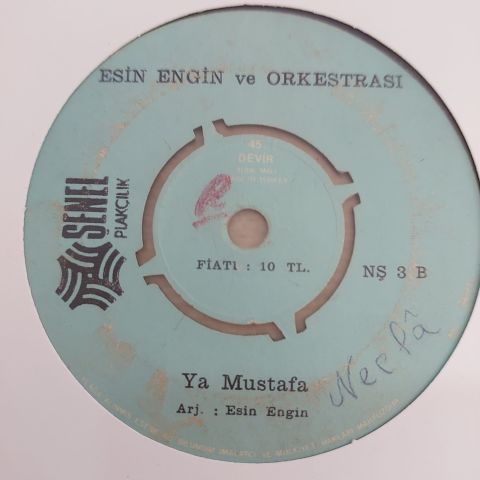 ESİN ENGİN ve ORKESTRASI
45
DEVİR
ŞENEL
PLAKÇILIK
FİATI : 10 TL.
NŞ 3 B
Ya Mustafa
Arj. : Esin Engin
Neclâ